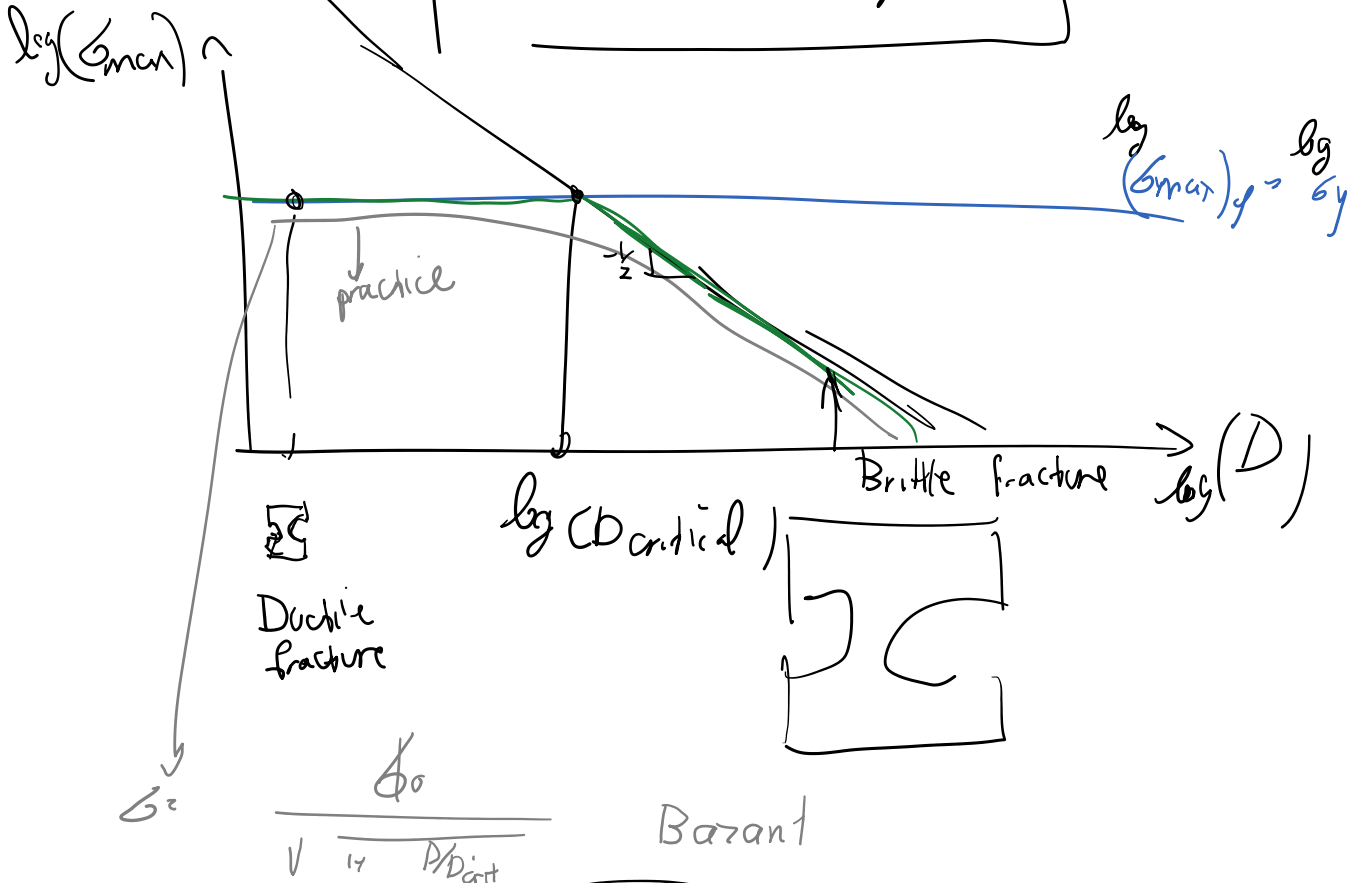 log(σmax)
log log
(σmax)y = σy
-1/2
practice
Brittle fracture
log(D)
log(Dcritical)
Ductile
fracture
σ = σ0 / √(1+ D/Dcrit)
Bazant